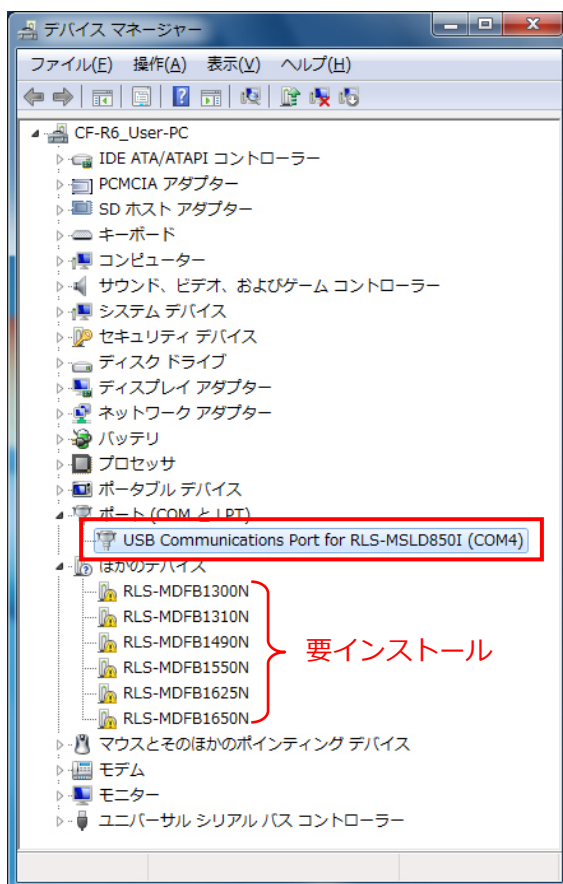 デバイス マネージャー
ファイル(F) 操作(A) 表示(V) ヘルプ(H)
CF-R6_User-PC
IDE ATA/ATAPI コントローラー
PCMCIA アダプター
SD ホスト アダプター
キーボード
コンピューター
サウンド、ビデオ、およびゲーム コントローラー
システム デバイス
セキュリティ デバイス
ディスク ドライブ
ディスプレイ アダプター
ネットワーク アダプター
バッテリ
プロセッサ
ポータブル デバイス
ポート (COM と LPT)
USB Communications Port for RLS-MSLD850I (COM4)
ほかのデバイス
RLS-MDFB1300N
RLS-MDFB1310N
RLS-MDFB1490N
要インストール
RLS-MDFB1550N
RLS-MDFB1625N
RLS-MDFB1650N
マウスとそのほかのポインティング デバイス
モデム
モニター
ユニバーサル シリアル バス コントローラー